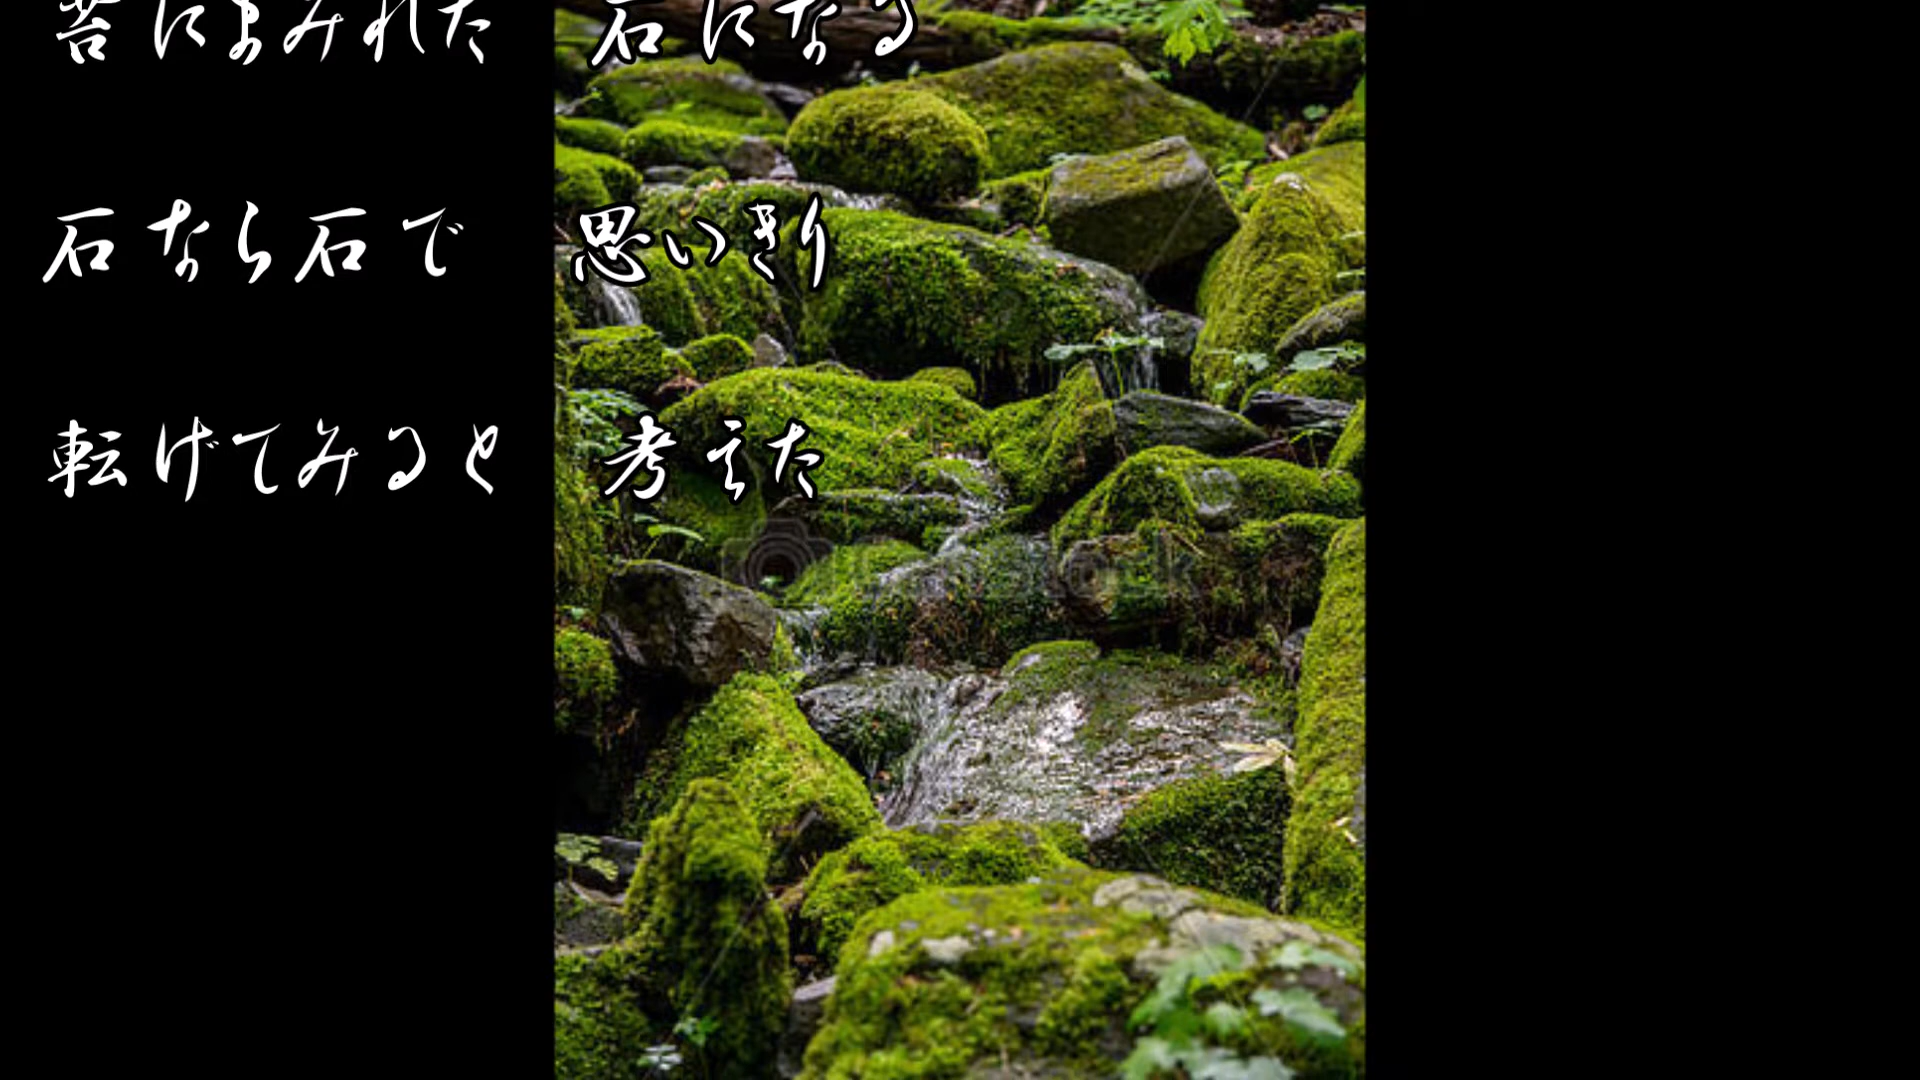 苔にまみれた 石になる
石なら石で 思いきり
転げてみると 考えた